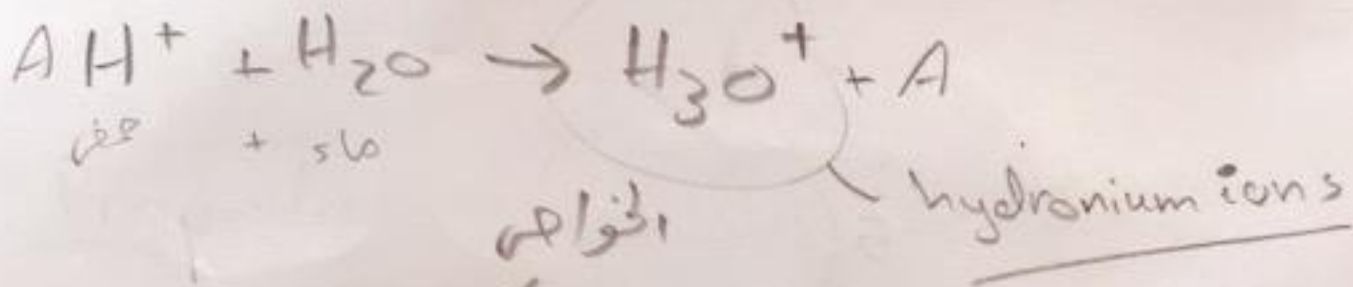 AH⁺ + H₂O → H₃O⁺ + A
حمض + ماء
hydronium ions
الخواص